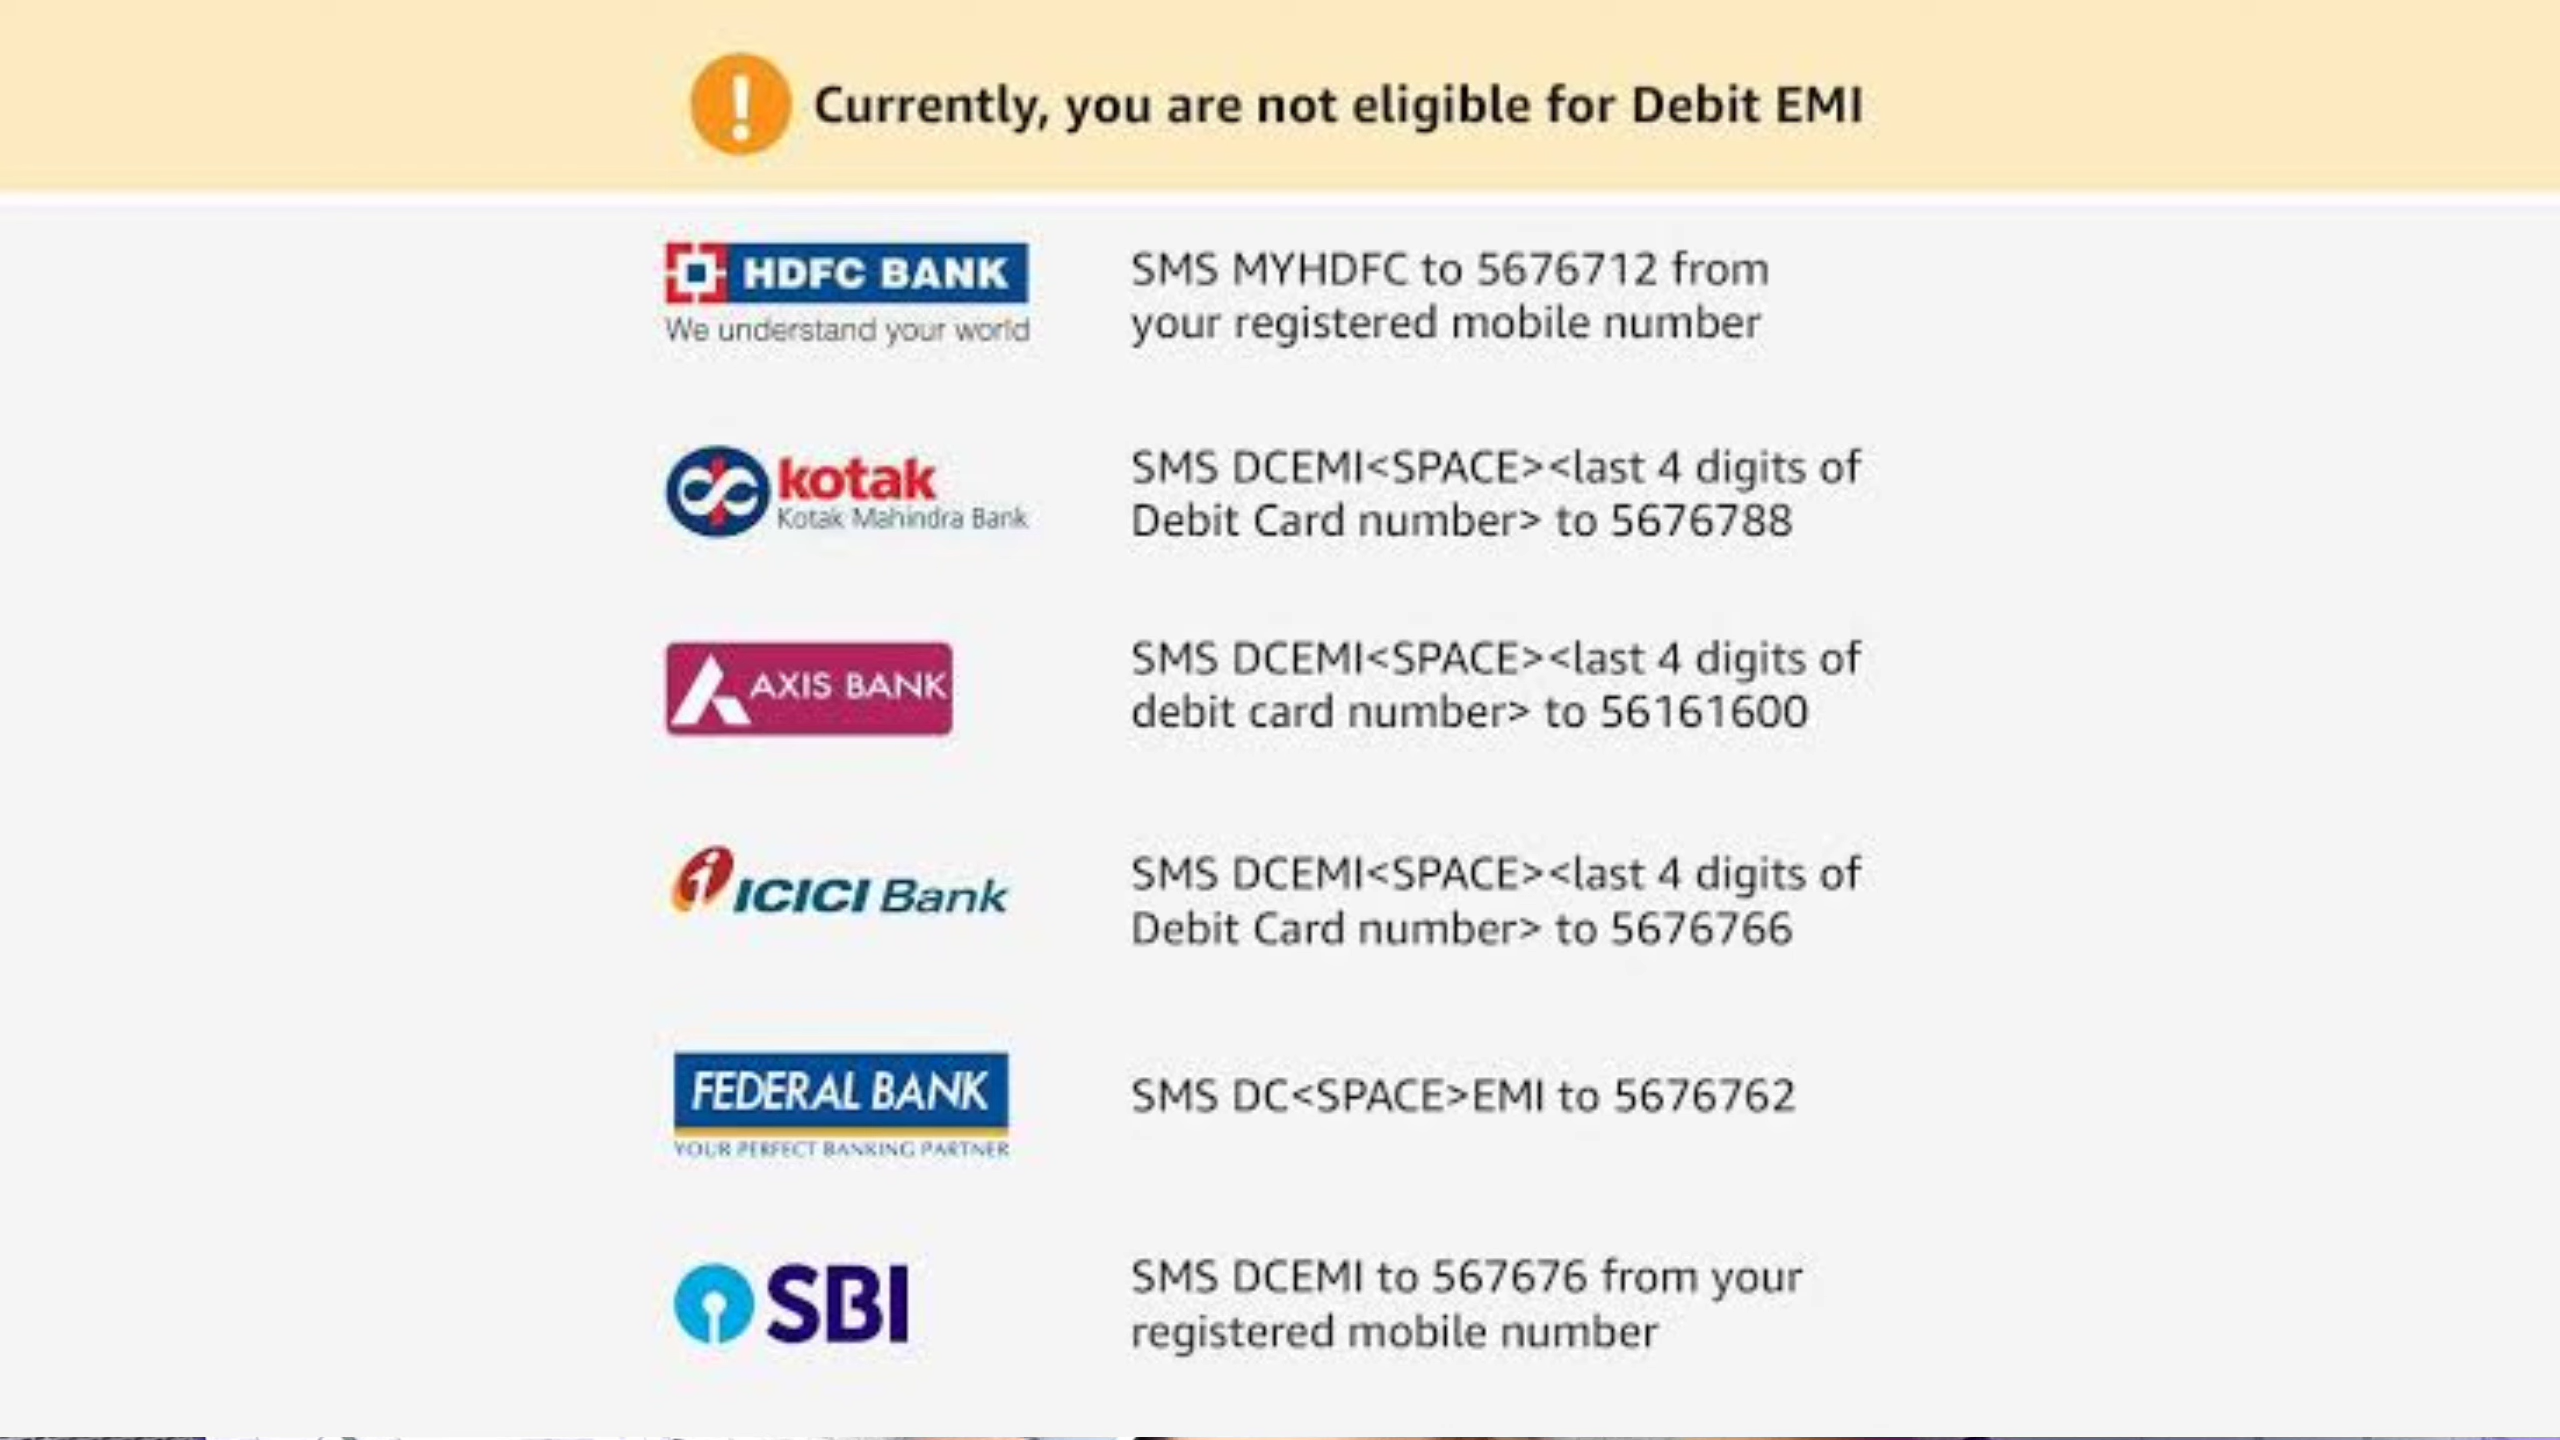 Currently, you are not eligible for Debit EMI
HDFC BANK
We understand your world
SMS MYHDFC to 5676712 from
your registered mobile number
kotak
Kotak Mahindra Bank
SMS DCEMI<SPACE><last 4 digits of
Debit Card number> to 5676788
AXIS BANK
SMS DCEMI<SPACE><last 4 digits of
debit card number> to 56161600
ICICI Bank
SMS DCEMI<SPACE><last 4 digits of
Debit Card number> to 5676766
FEDERAL BANK
YOUR PERFECT BANKING PARTNER
SMS DC<SPACE>EMI to 5676762
SBI
SMS DCEMI to 567676 from your
registered mobile number